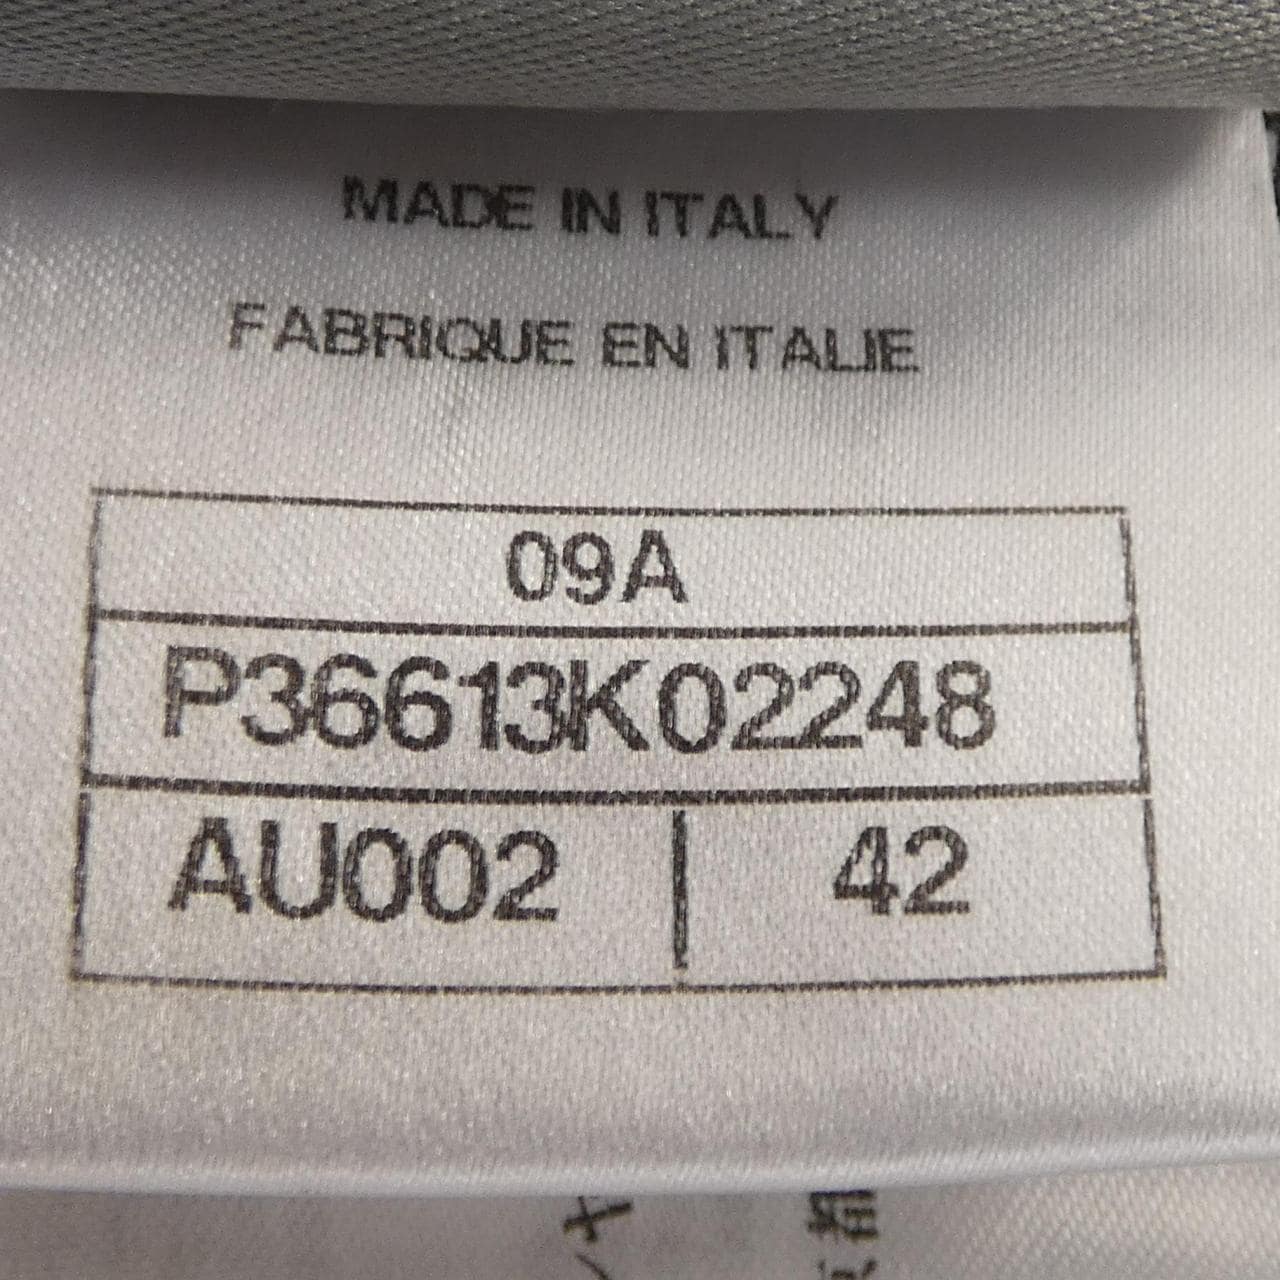 MADE IN ITALY
FABRIQUE EN ITALIE
09A
P36613K02248
AU002 42